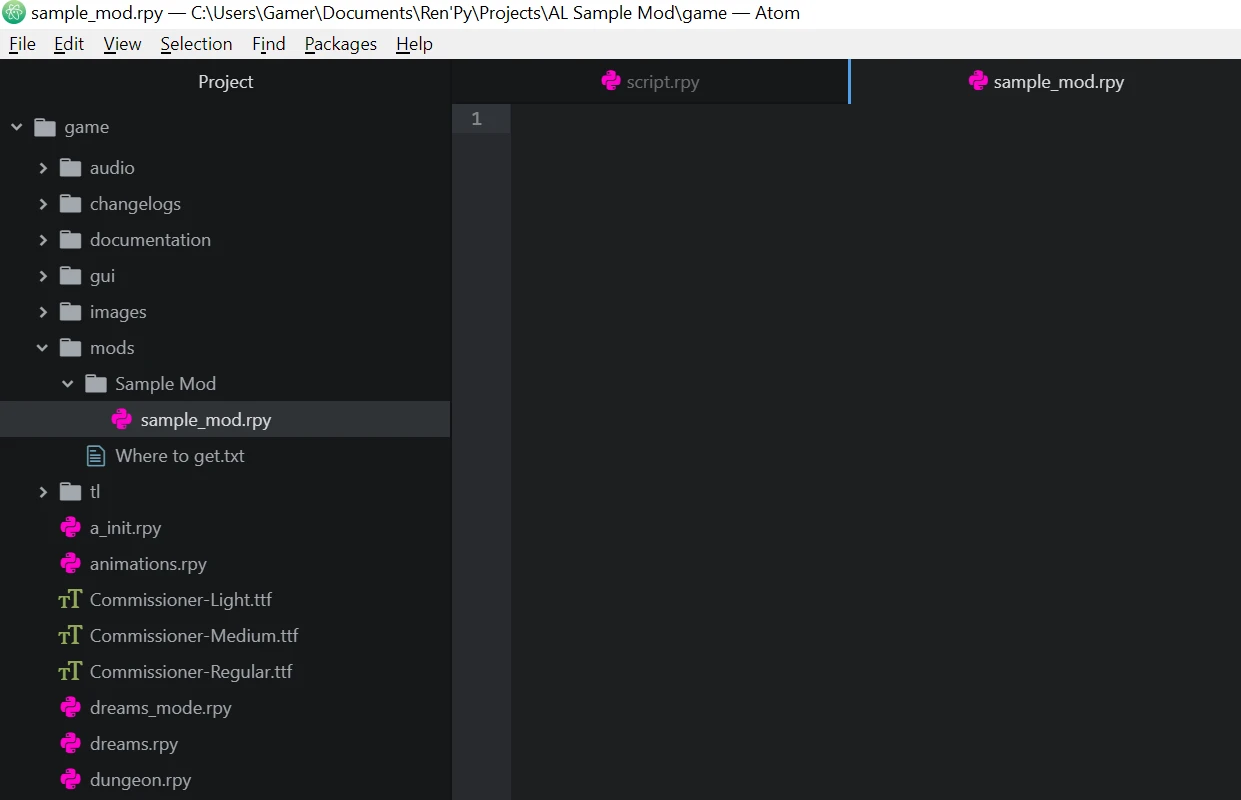 sample_mod.rpy — C:\Users\Gamer\Documents\Ren'Py\Projects\AL Sample Mod\game — Atom
File Edit View Selection Find Packages Help
Project
script.rpy
sample_mod.rpy
game
1
audio
changelogs
documentation
gui
images
mods
Sample Mod
sample_mod.rpy
Where to get.txt
tl
a_init.rpy
animations.rpy
TT Commissioner-Light.ttf
TT Commissioner-Medium.ttf
TT Commissioner-Regular.ttf
dreams_mode.rpy
dreams.rpy
dungeon.rpy